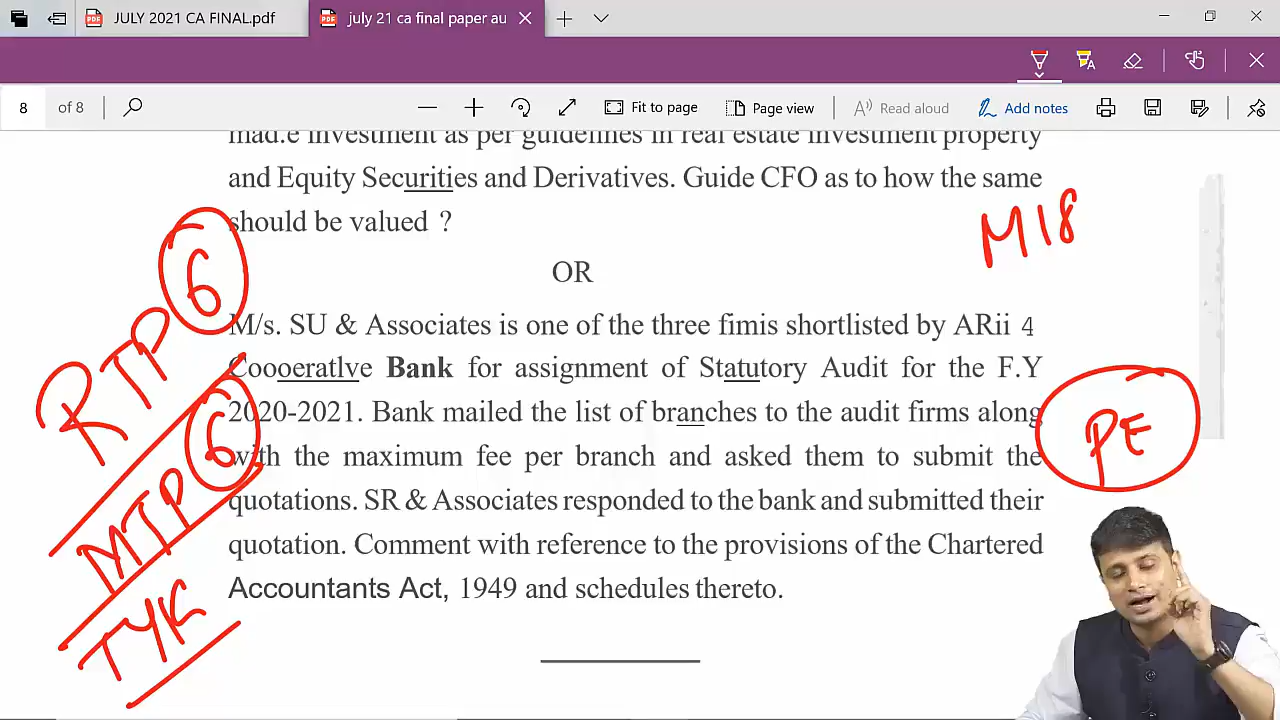 JULY 2021 CA FINAL.pdf
july 21 ca final paper au
8 of 8
Fit to page
Page view
Read aloud
Add notes
mad.e investment as per guidelines in real estate investment property
and Equity Securities and Derivatives. Guide CFO as to how the same
should be valued ?
M18
OR
RTP 6
M/s. SU & Associates is one of the three fimis shortlisted by ARii 4
Coooeratlve Bank for assignment of Statutory Audit for the F.Y
2020-2021. Bank mailed the list of branches to the audit firms along
PE
with the maximum fee per branch and asked them to submit the
MTP 6
quotations. SR & Associates responded to the bank and submitted their
quotation. Comment with reference to the provisions of the Chartered
Accountants Act, 1949 and schedules thereto.
TYK